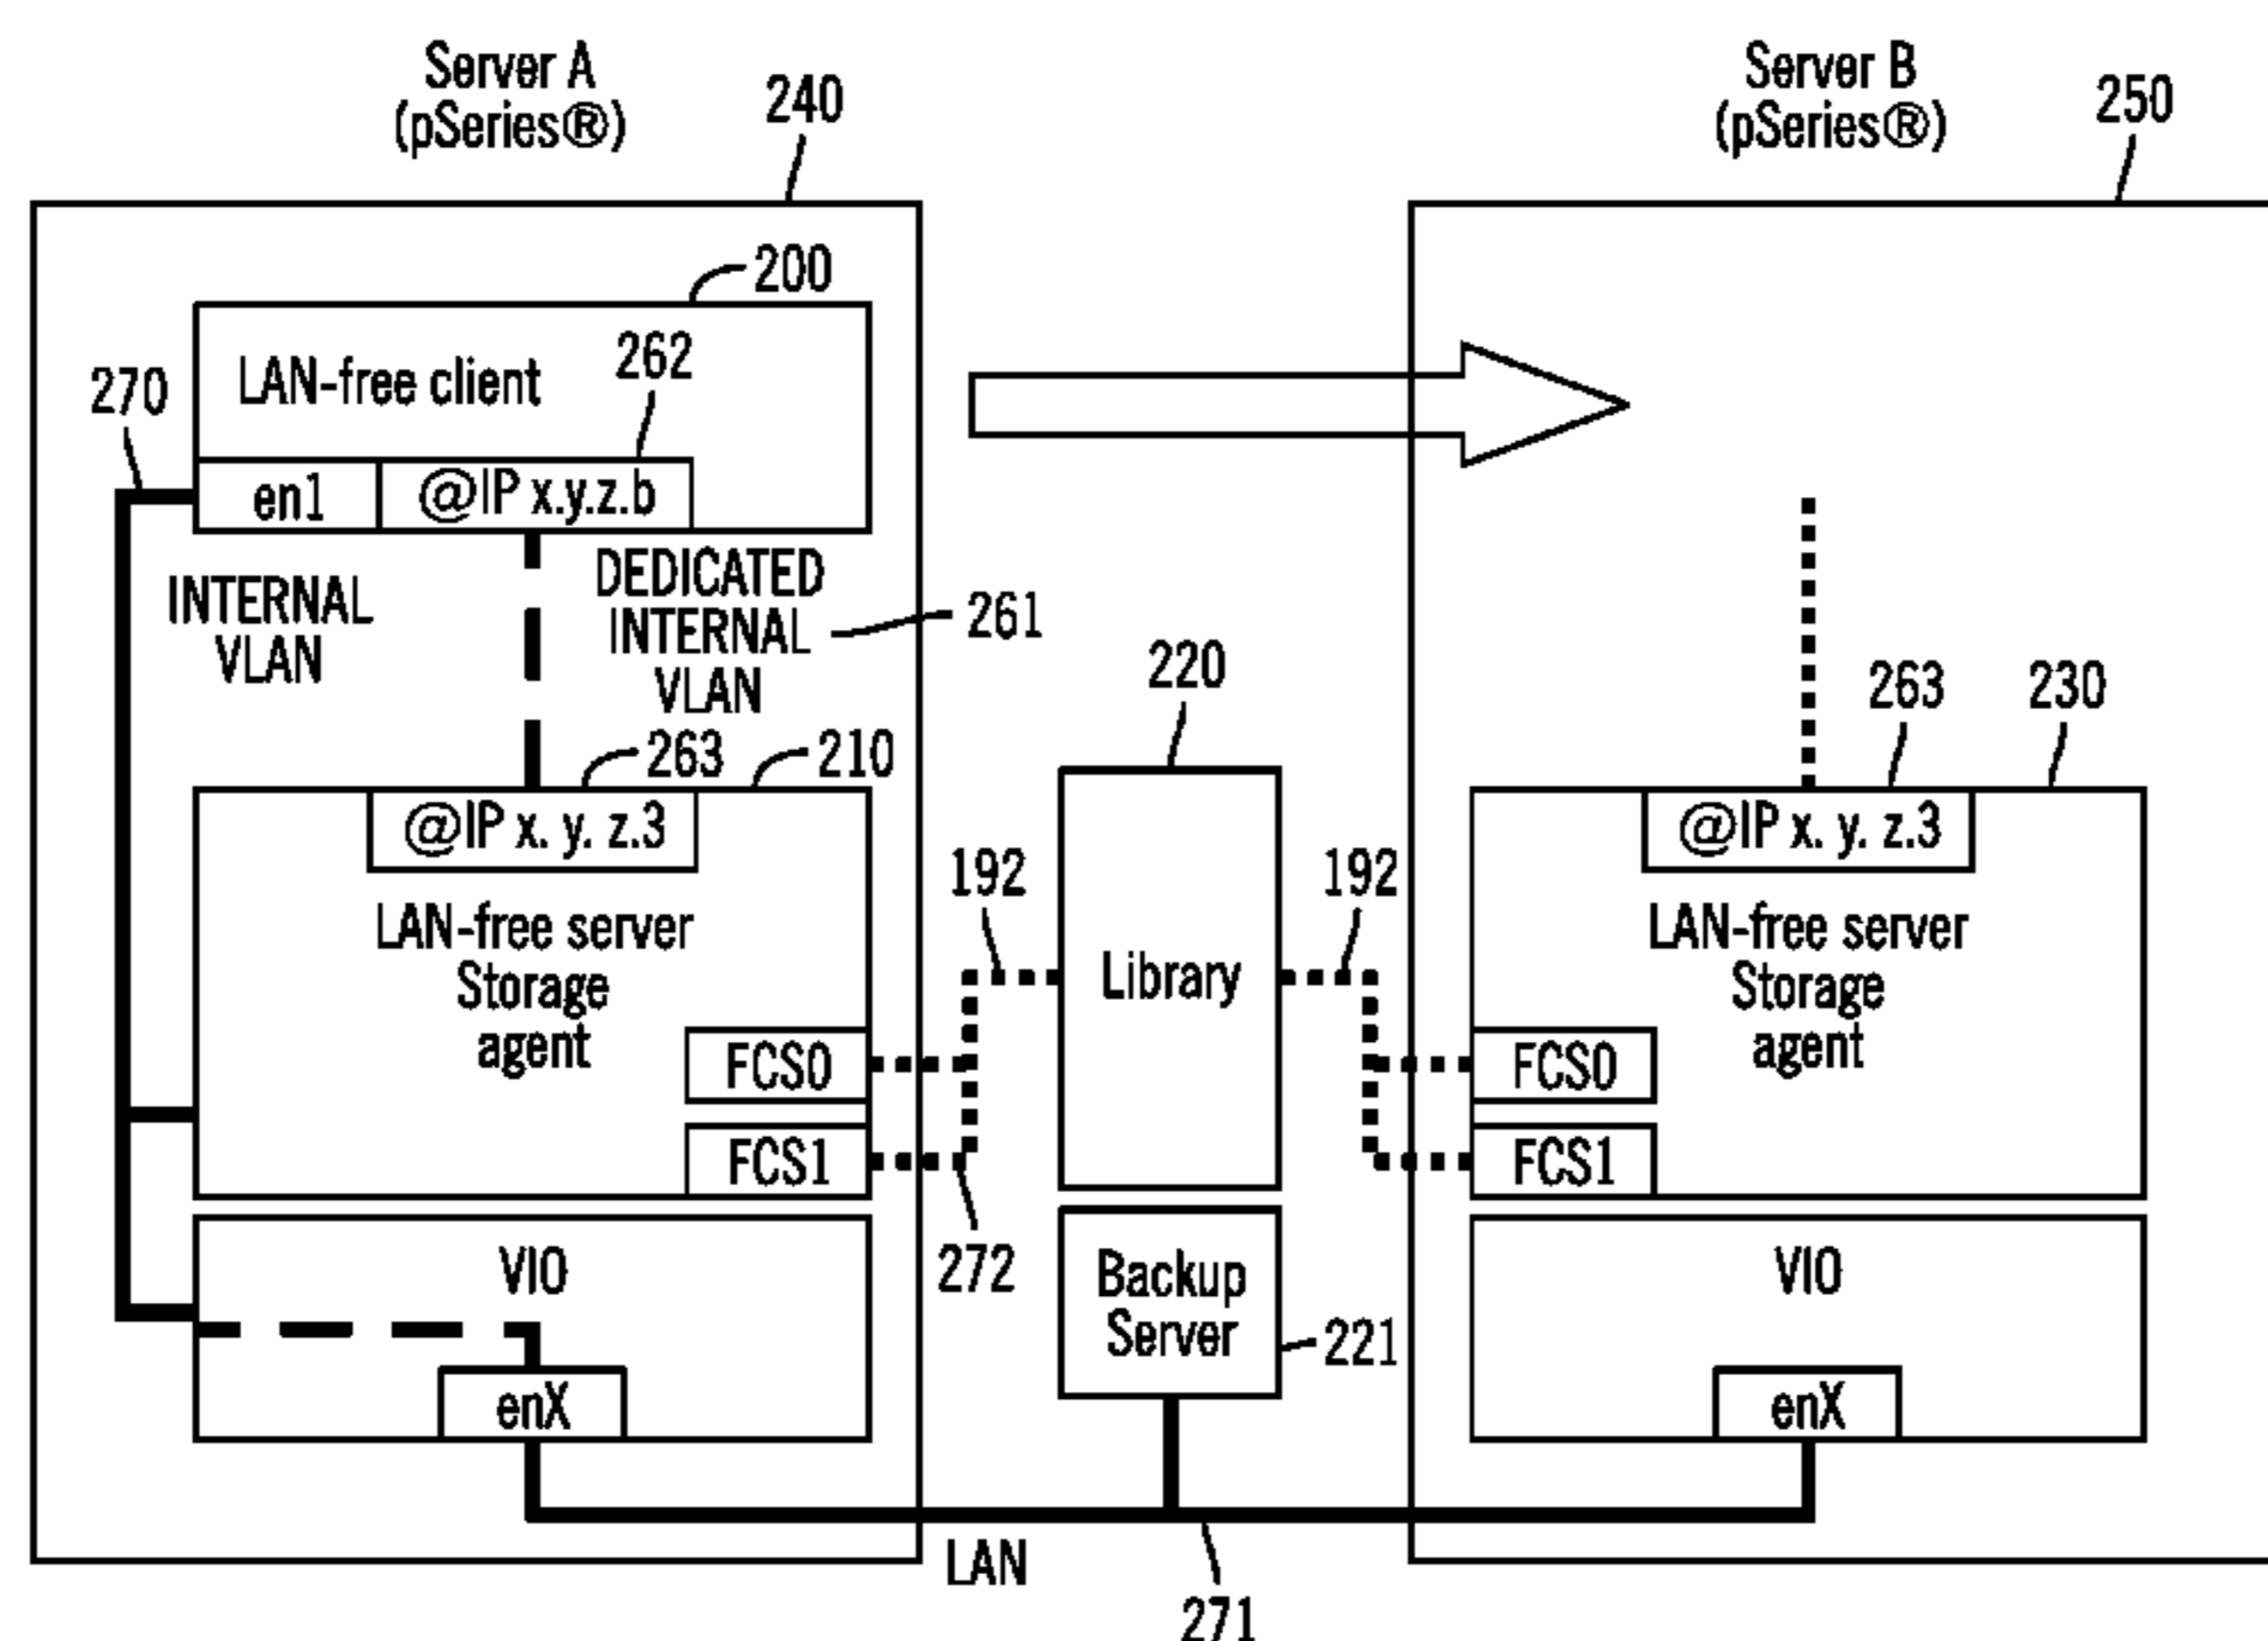 Server A
(pSeries®)
240
Server B
(pSeries®)
250
200
LAN-free client
262
270
en1
@IP x.y.z.b
INTERNAL
VLAN
DEDICATED
INTERNAL
VLAN
261
263
210
@IP x. y. z.3
LAN-free server
Storage
agent
FCS0
FCS1
192
272
220
Library
192
Backup
Server
221
263
230
@IP x. y. z.3
LAN-free server
Storage
agent
FCS0
FCS1
VIO
enX
VIO
enX
LAN
271